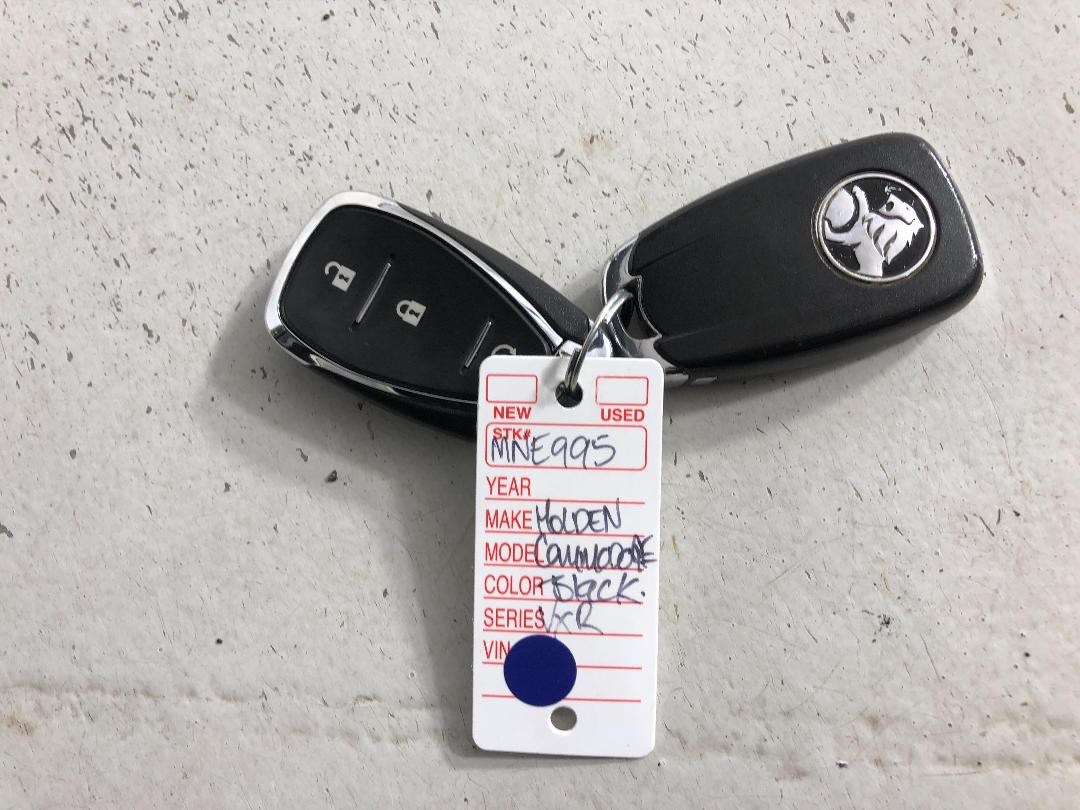 NEW USED
STK#
MNE995
YEAR
MAKE HOLDEN
MODEL COMMODORE
COLOR Black.
SERIES VXR
VIN